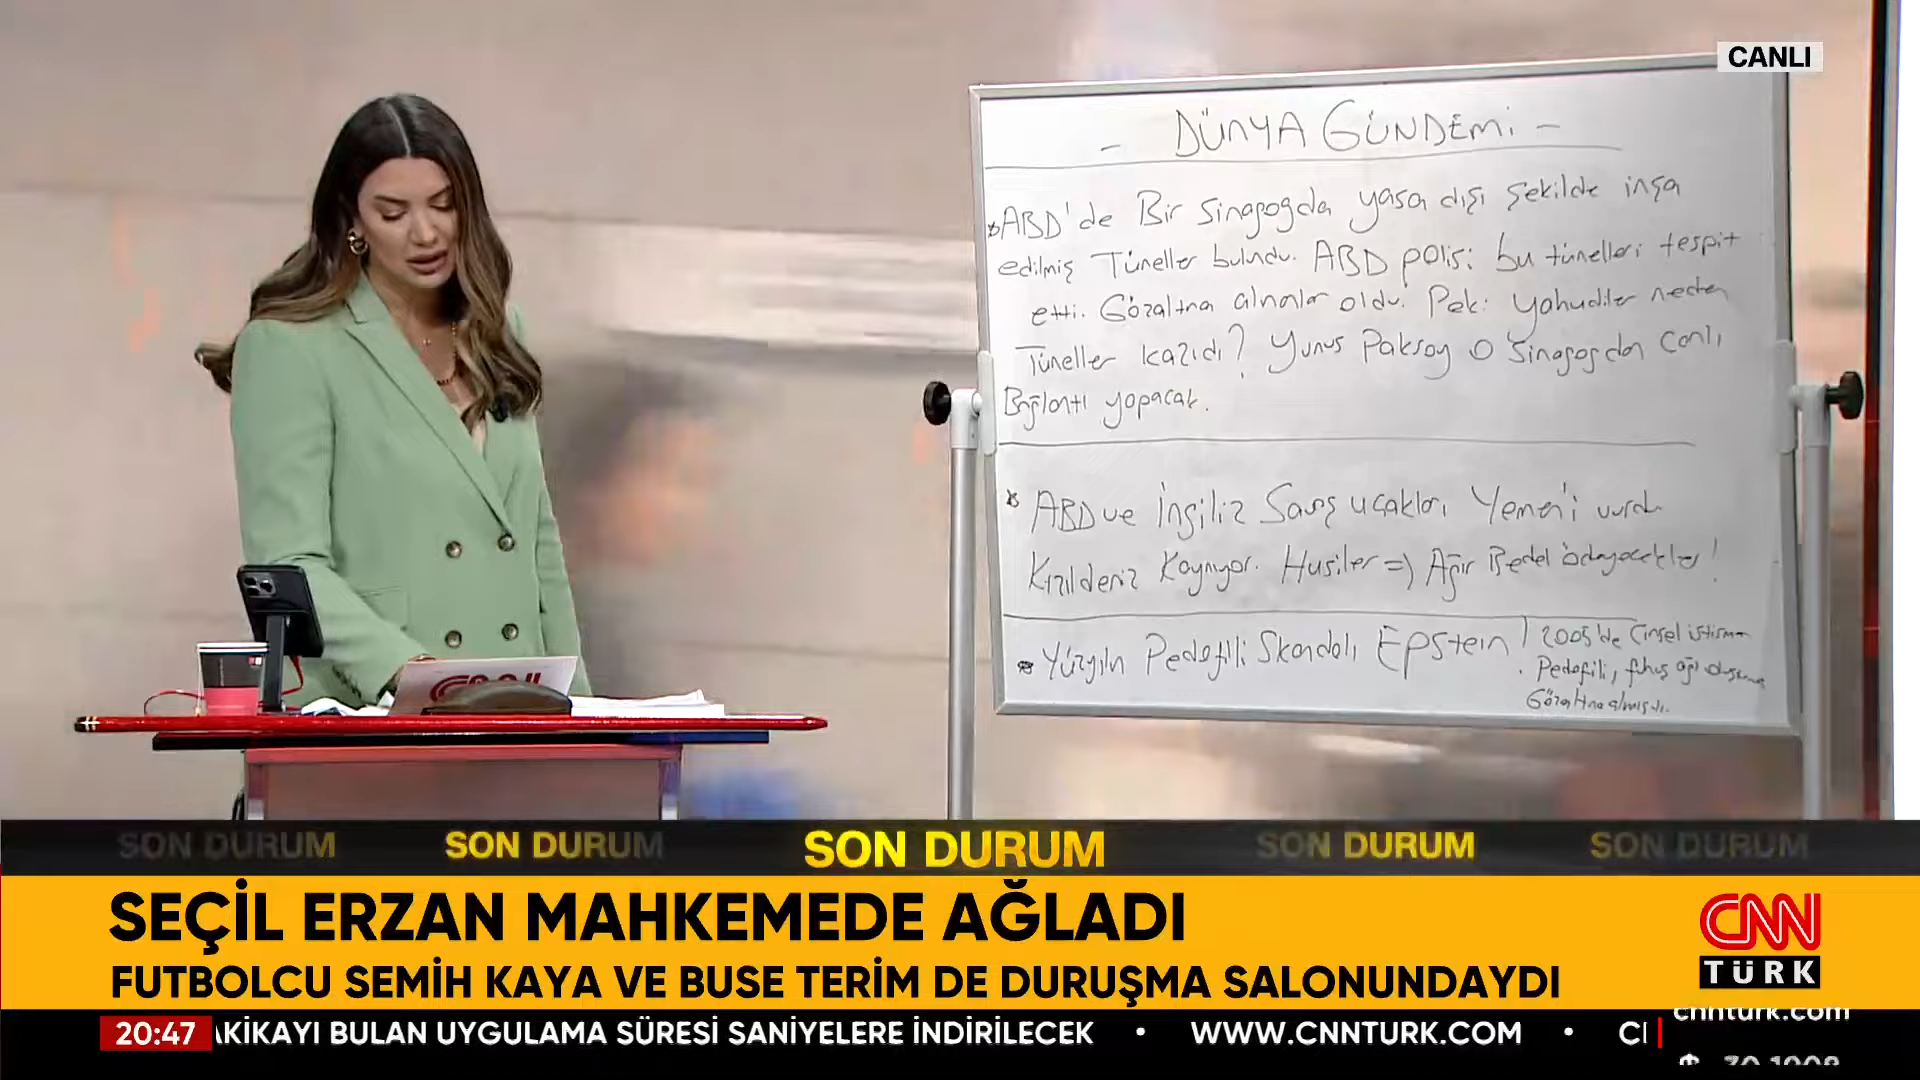 CANLI
- DÜNYA GÜNDEMİ -
ABD'de Bir Sinagogda yasa dışı şekilde inşa
edilmiş Tüneller bulundu. ABD polisi bu tünelleri tespit
etti. Gözaltına alınanlar oldu. Peki Yahudiler neden
Tüneller kazıdı? Yunus Paksoy o Sinagogdan canlı
Bağlantı yapacak.
ABD ve İngiliz Savaş uçakları Yemen'i vurdu
Kızıldeniz Kaynıyor. Husiler => Ağır Bedel ödeyecekler!
Yüzyılın Pedofili Skandalı Epstein
2005'de Cinsel istismar
Pedofili, fuhuş ağı
Gözaltına alınmıştı.
CNN
SON DURUM SON DURUM SON DURUM SON DURUM SON DURUM
SEÇİL ERZAN MAHKEMEDE AĞLADI
FUTBOLCU SEMİH KAYA VE BUSE TERİM DE DURUŞMA SALONUNDAYDI
CNN
TÜRK
20:47 AKİKAYI BULAN UYGULAMA SÜRESİ SANİYELERE İNDİRİLECEK • WWW.CNNTURK.COM •
cnnturk.com